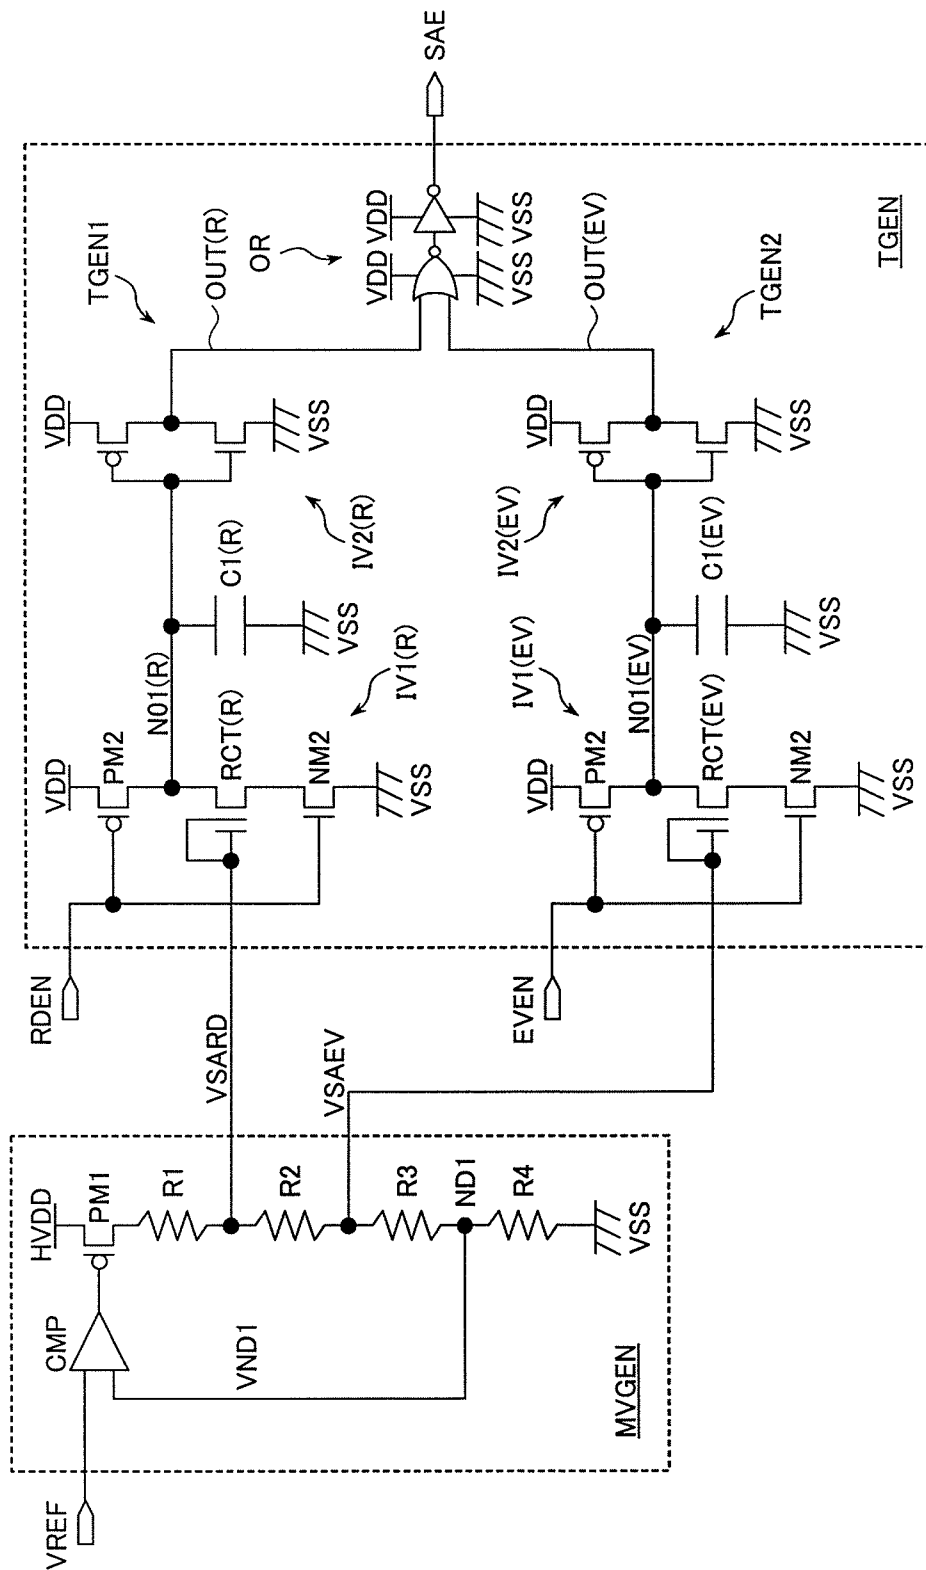 VREF
CMP
HVDD
PM1
R1
R2
R3
ND1
R4
VSS
VND1
MVGEN
VSARD
VSAEV
RDEN
VDD
PM2
N01(R)
RCT(R)
NM2
VSS
IV1(R)
C1(R)
VSS
IV2(R)
VDD
VSS
TGEN1
OUT(R)
OR
VDD
VDD
VSS
VSS
SAE
EVEN
VDD
PM2
N01(EV)
RCT(EV)
NM2
VSS
IV1(EV)
C1(EV)
VSS
IV2(EV)
VDD
VSS
OUT(EV)
TGEN2
TGEN